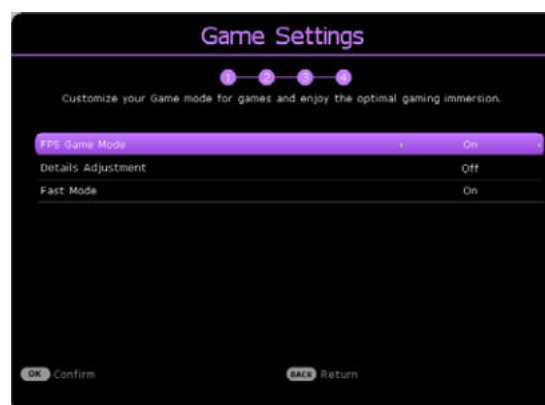 Game Settings
1 2 3 4
Customize your Game mode for games and enjoy the optimal gaming immersion.
FPS Game Mode On
Details Adjustment Off
Fast Mode On
OK Confirm BACK Return